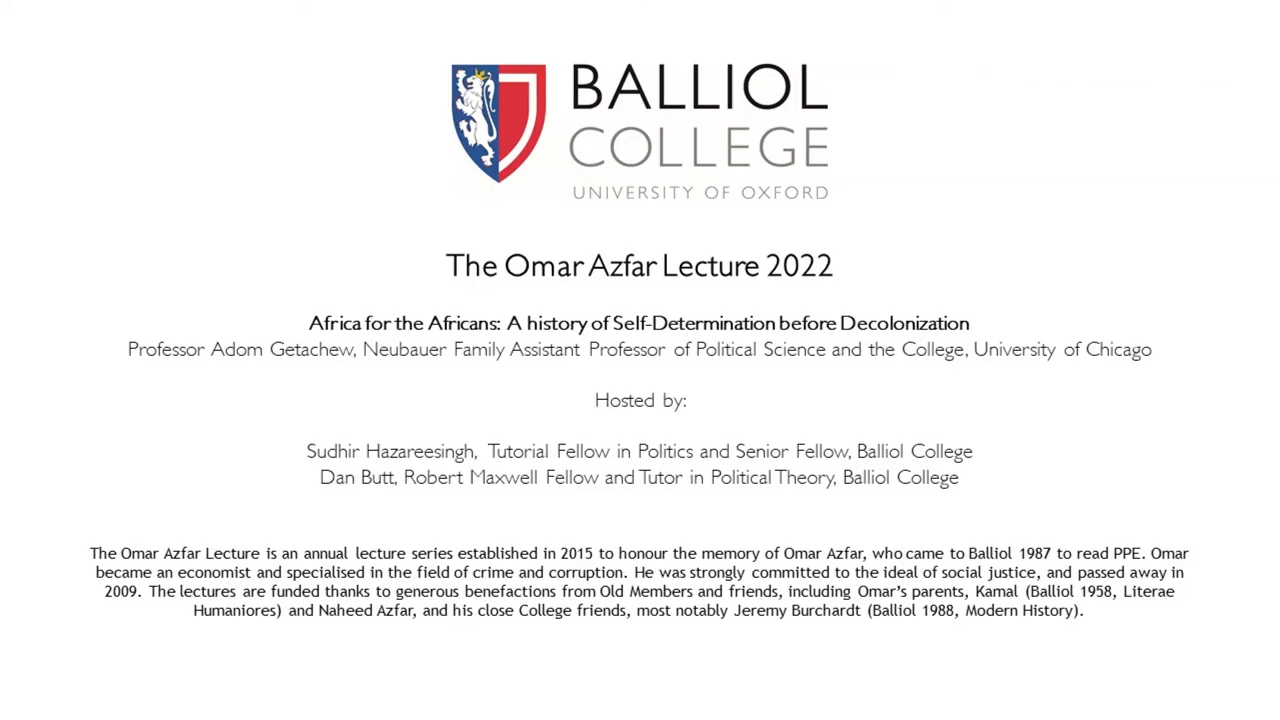 BALLIOL
COLLEGE
UNIVERSITY OF OXFORD
The Omar Azfar Lecture 2022
Africa for the Africans: A history of Self-Determination before Decolonization
Professor Adom Getachew, Neubauer Family Assistant Professor of Political Science and the College, University of Chicago
Hosted by:
Sudhir Hazareesingh, Tutorial Fellow in Politics and Senior Fellow, Balliol College
Dan Butt, Robert Maxwell Fellow and Tutor in Political Theory, Balliol College
The Omar Azfar Lecture is an annual lecture series established in 2015 to honour the memory of Omar Azfar, who came to Balliol 1987 to read PPE. Omar
became an economist and specialised in the field of crime and corruption. He was strongly committed to the ideal of social justice, and passed away in
2009. The lectures are funded thanks to generous benefactions from Old Members and friends, including Omar's parents, Kamal (Balliol 1958, Literae
Humaniores) and Naheed Azfar, and his close College friends, most notably Jeremy Burchardt (Balliol 1988, Modern History).